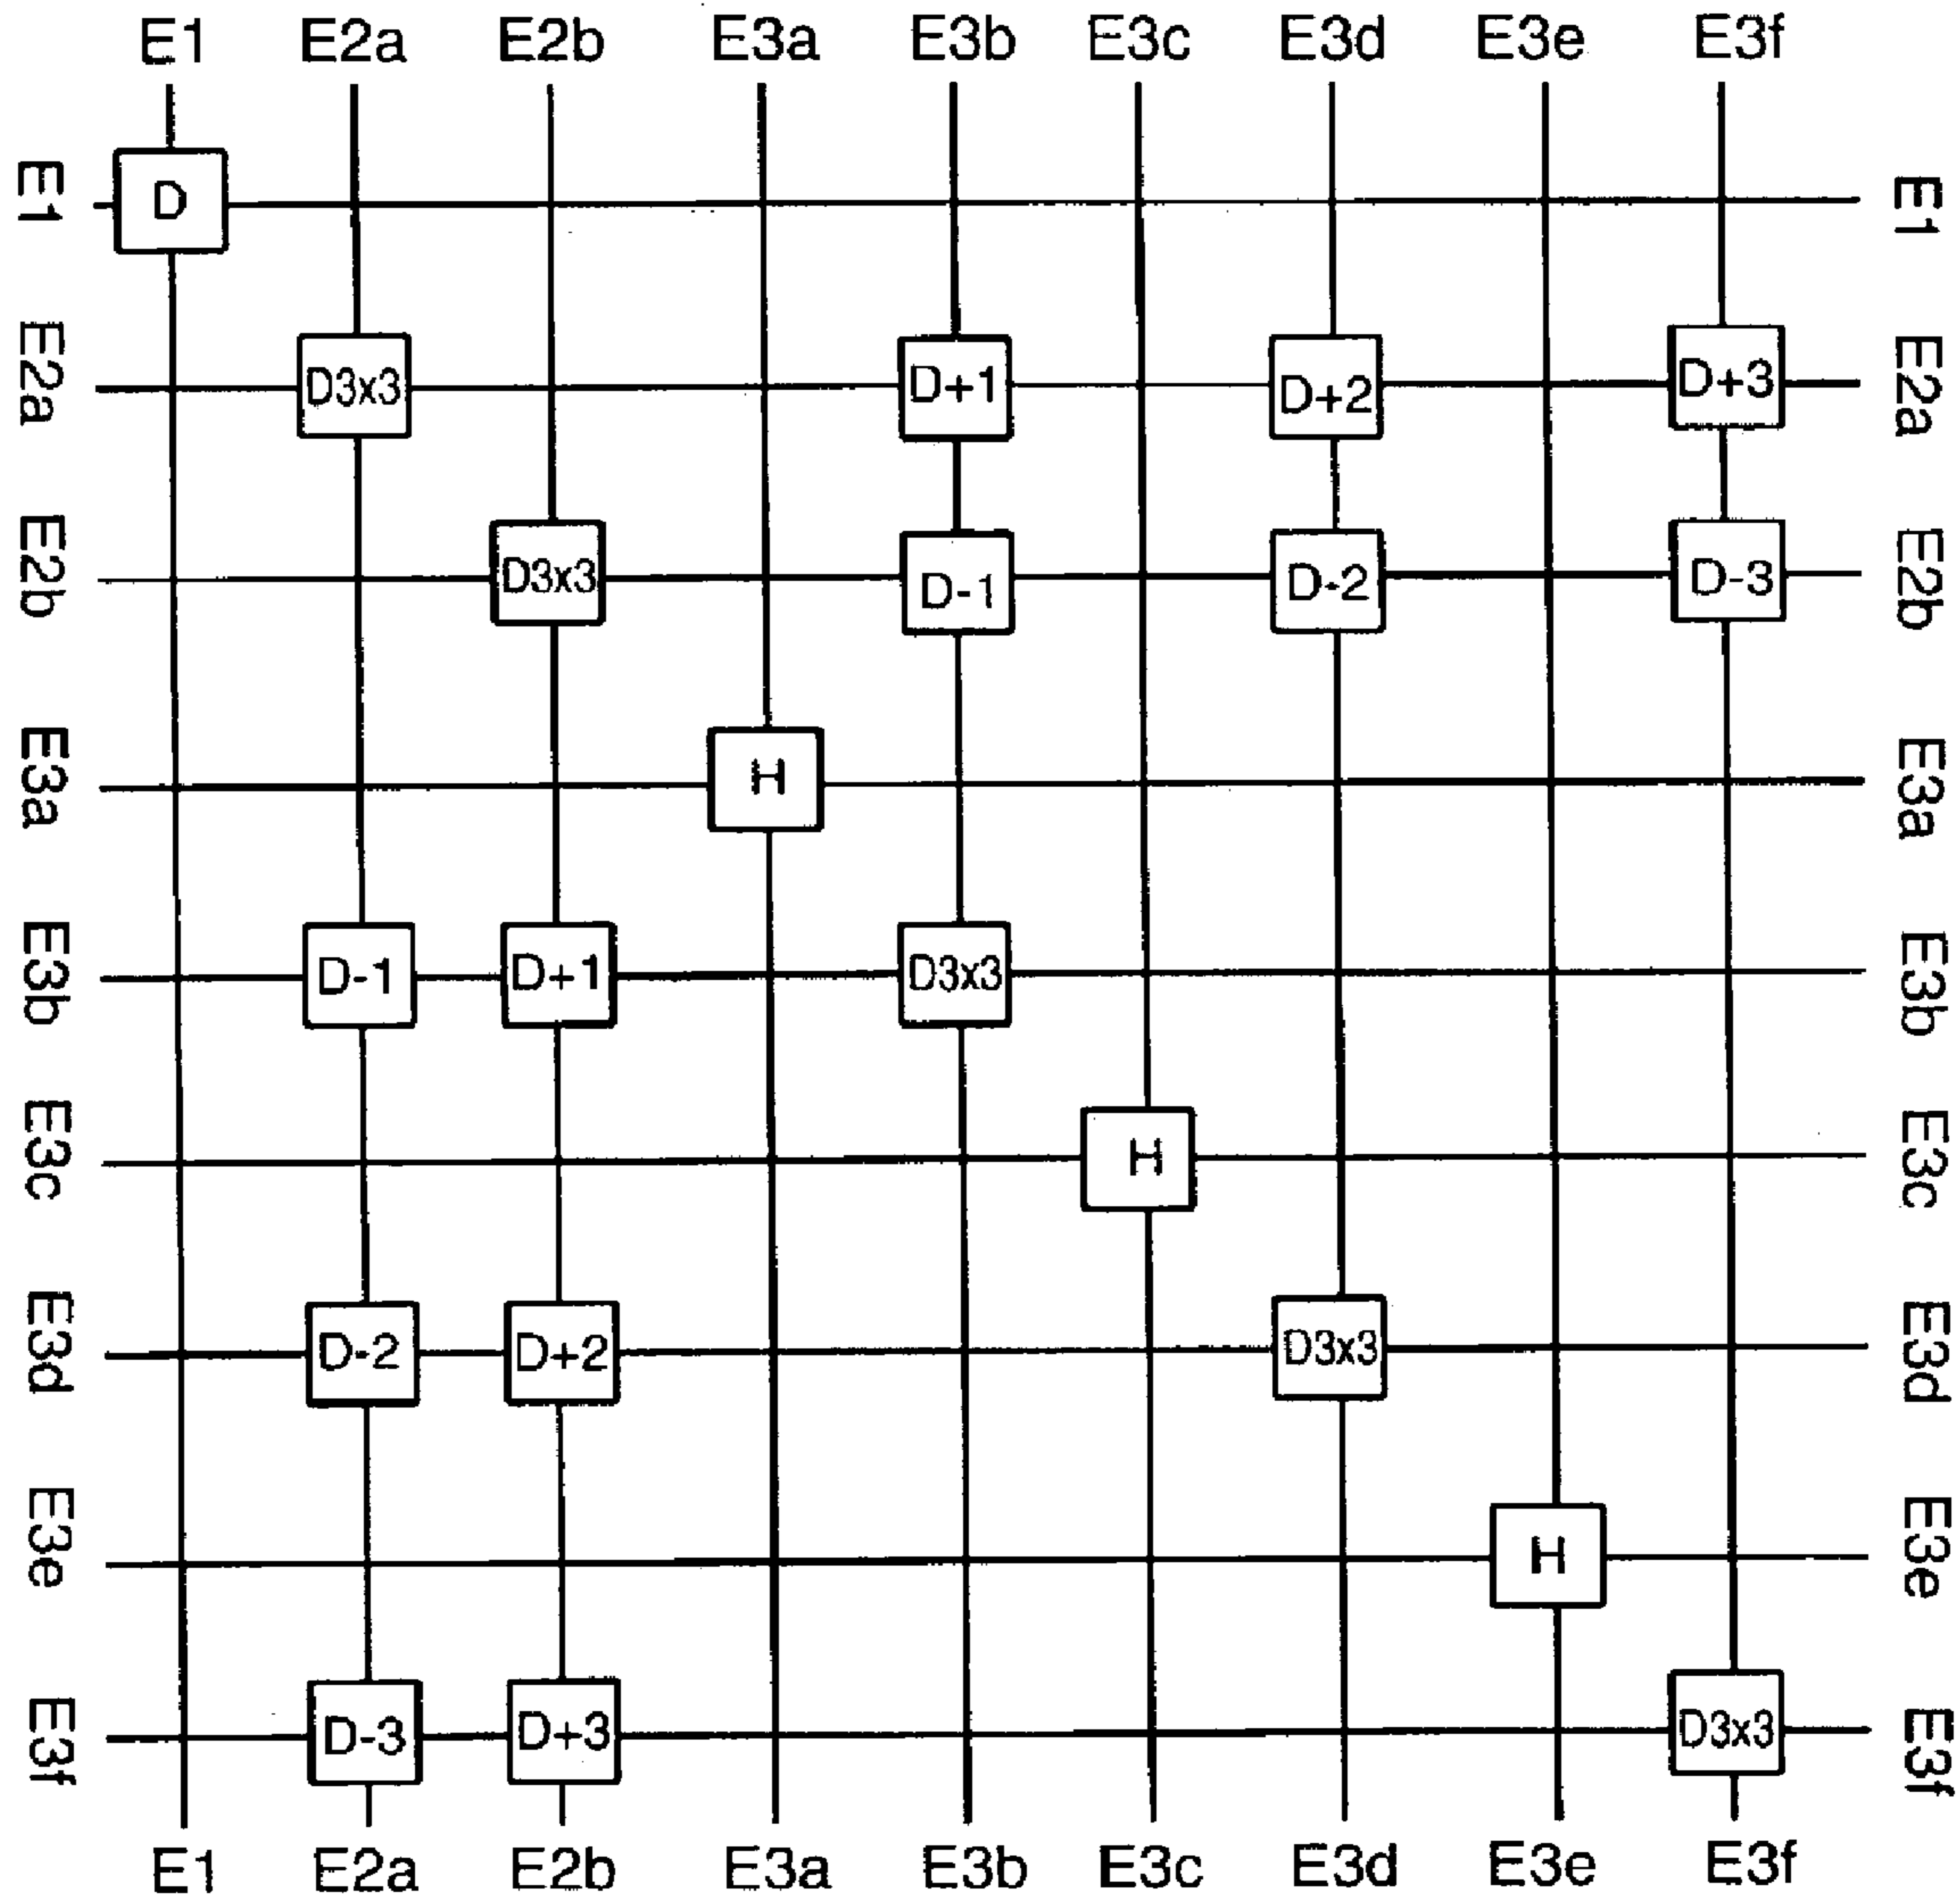 E1 E2a E2b E3a E3b E3c E3d E3e E3f
E1 D E1
E2a D3x3 D+1 D+2 D+3 E2a
E2b D3x3 D-1 D-2 D-3 E2b
E3a H E3a
E3b D-1 D+1 D3x3 E3b
E3c H E3c
E3d D-2 D+2 D3x3 E3d
E3e H E3e
E3f D-3 D+3 D3x3 E3f
E1 E2a E2b E3a E3b E3c E3d E3e E3f